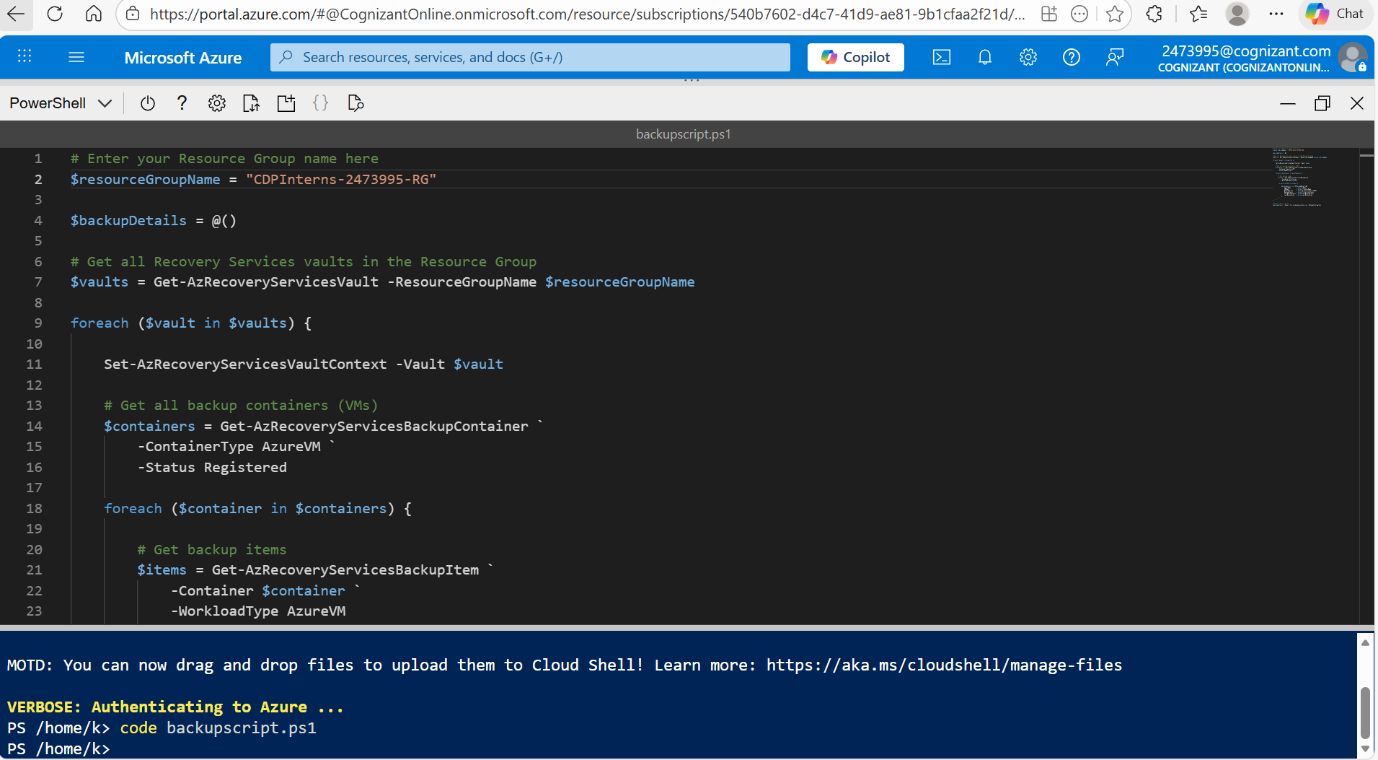 https://portal.azure.com/#@CognizantOnline.onmicrosoft.com/resource/subscriptions/540b7602-d4c7-41d9-ae81-9b1cfaa2f21d/...
Chat
Microsoft Azure
Search resources, services, and docs (G+/)
Copilot
2473995@cognizant.com
COGNIZANT (COGNIZANTONLIN...
PowerShell
backupscript.ps1
1 # Enter your Resource Group name here
2 $resourceGroupName = "CDPInterns-2473995-RG"
3
4 $backupDetails = @()
5
6 # Get all Recovery Services vaults in the Resource Group
7 $vaults = Get-AzRecoveryServicesVault -ResourceGroupName $resourceGroupName
8
9 foreach ($vault in $vaults) {
10
11 Set-AzRecoveryServicesVaultContext -Vault $vault
12
13 # Get all backup containers (VMs)
14 $containers = Get-AzRecoveryServicesBackupContainer `
15 -ContainerType AzureVM `
16 -Status Registered
17
18 foreach ($container in $containers) {
19
20 # Get backup items
21 $items = Get-AzRecoveryServicesBackupItem `
22 -Container $container `
23 -WorkloadType AzureVM
MOTD: You can now drag and drop files to upload them to Cloud Shell! Learn more: https://aka.ms/cloudshell/manage-files
VERBOSE: Authenticating to Azure ...
PS /home/k> code backupscript.ps1
PS /home/k>